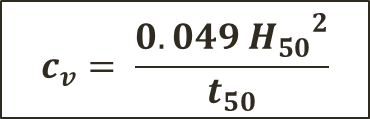 c_v = 0.049 H_50^2 / t_50